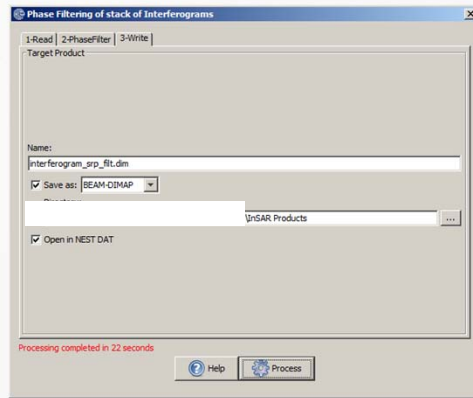 Phase Filtering of stack of Interferograms
1-Read 2-PhaseFilter 3-Write
Target Product
Name:
interferogram_srp_filt.dim
Save as: BEAM-DIMAP
\InSAR Products ...
Open in NEST DAT
Processing completed in 22 seconds
Help Process